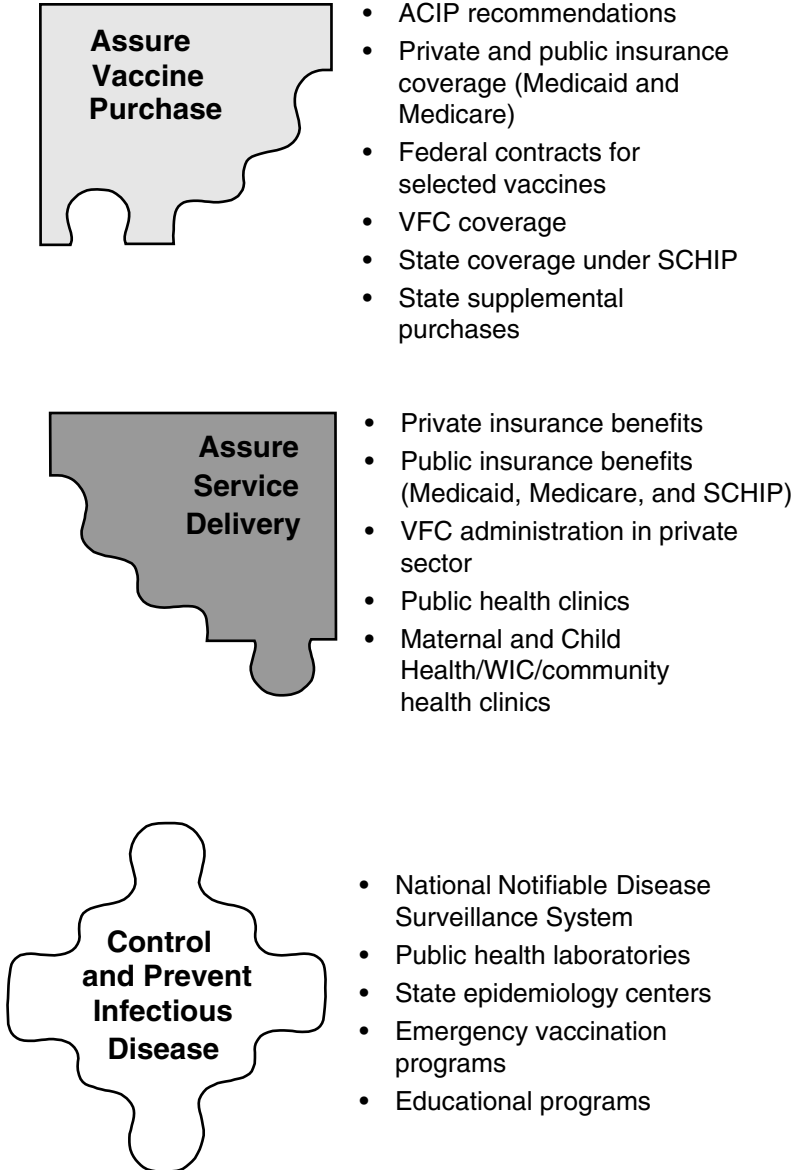 Assure
Vaccine
Purchase
• ACIP recommendations
• Private and public insurance
coverage (Medicaid and
Medicare)
• Federal contracts for
selected vaccines
• VFC coverage
• State coverage under SCHIP
• State supplemental
purchases
Assure
Service
Delivery
• Private insurance benefits
• Public insurance benefits
(Medicaid, Medicare, and SCHIP)
• VFC administration in private
sector
• Public health clinics
• Maternal and Child
Health/WIC/community
health clinics
Control
and Prevent
Infectious
Disease
• National Notifiable Disease
Surveillance System
• Public health laboratories
• State epidemiology centers
• Emergency vaccination
programs
• Educational programs